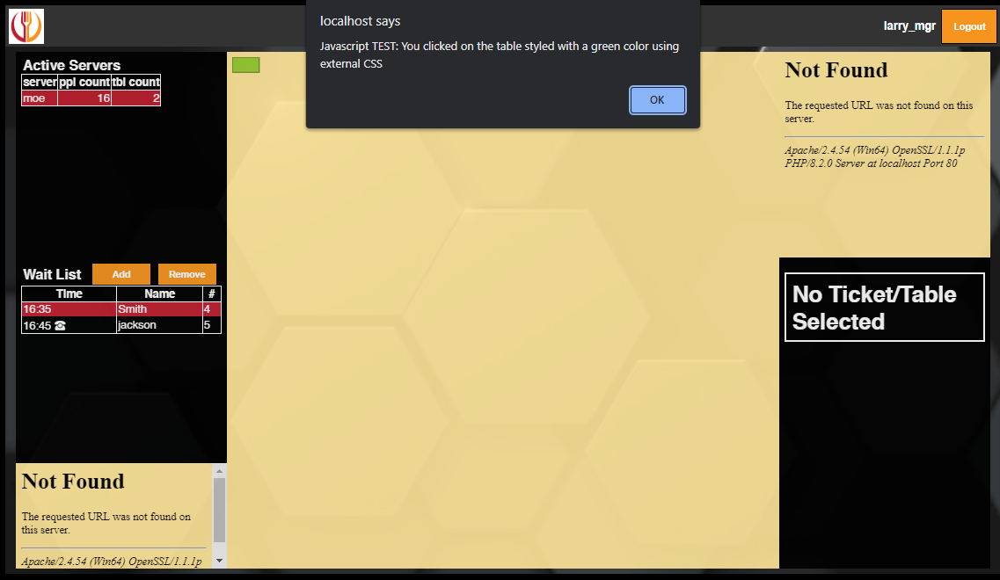 localhost says
Javascript TEST: You clicked on the table styled with a green color using
external CSS
OK
larry_mgr
Logout
Active Servers
server ppl count tbl count
moe 16 2
Wait List Add Remove
Time Name #
16:35 Smith 4
16:45 ☎ jackson 5
Not Found
The requested URL was not found on
this server.
Apache/2.4.54 (Win64) OpenSSL/1.1.1p
Not Found
The requested URL was not found on this
server.
Apache/2.4.54 (Win64) OpenSSL/1.1.1p
PHP/8.2.0 Server at localhost Port 80
No Ticket/Table
Selected